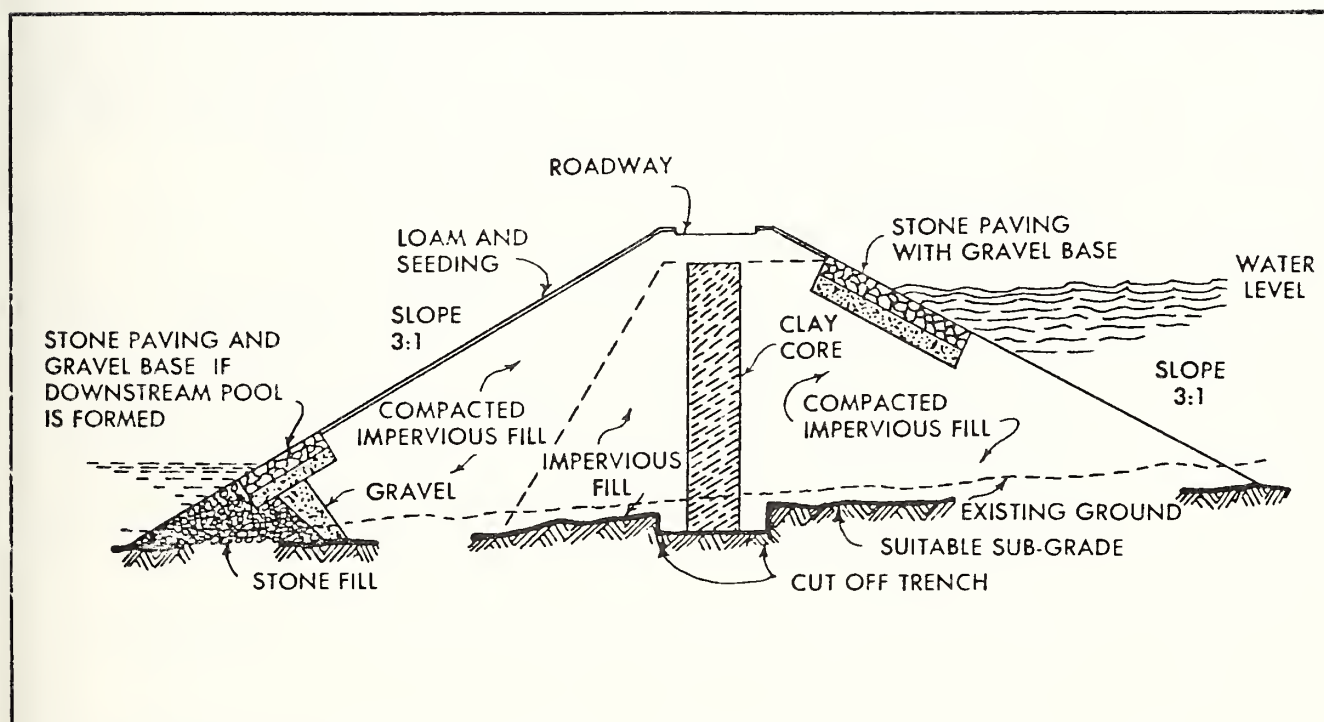 ROADWAY
LOAM AND
SEEDING
STONE PAVING
WITH GRAVEL BASE
WATER
LEVEL
SLOPE
3:1
STONE PAVING AND
GRAVEL BASE IF
DOWNSTREAM POOL
IS FORMED
CLAY
CORE
SLOPE
3:1
COMPACTED
IMPERVIOUS FILL
COMPACTED
IMPERVIOUS FILL
IMPERVIOUS
FILL
GRAVEL
EXISTING GROUND
SUITABLE SUB-GRADE
STONE FILL
CUT OFF TRENCH